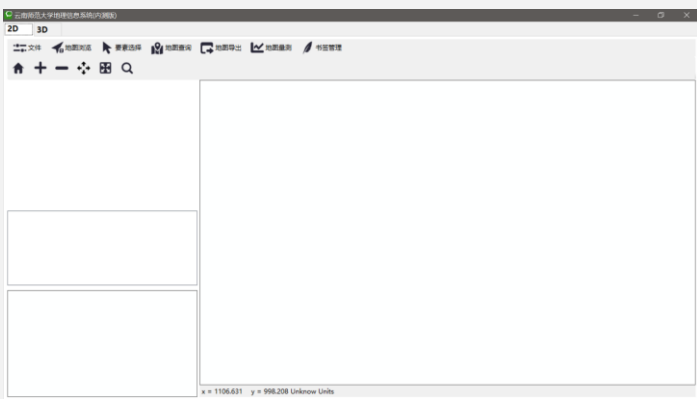 云南师范大学地理信息系统(内测版)
2D 3D
文件 地图浏览 要素选择 地图查询 地图导出 地图量测 书签管理
x = 1106.631 y = 998.208 Unknow Units